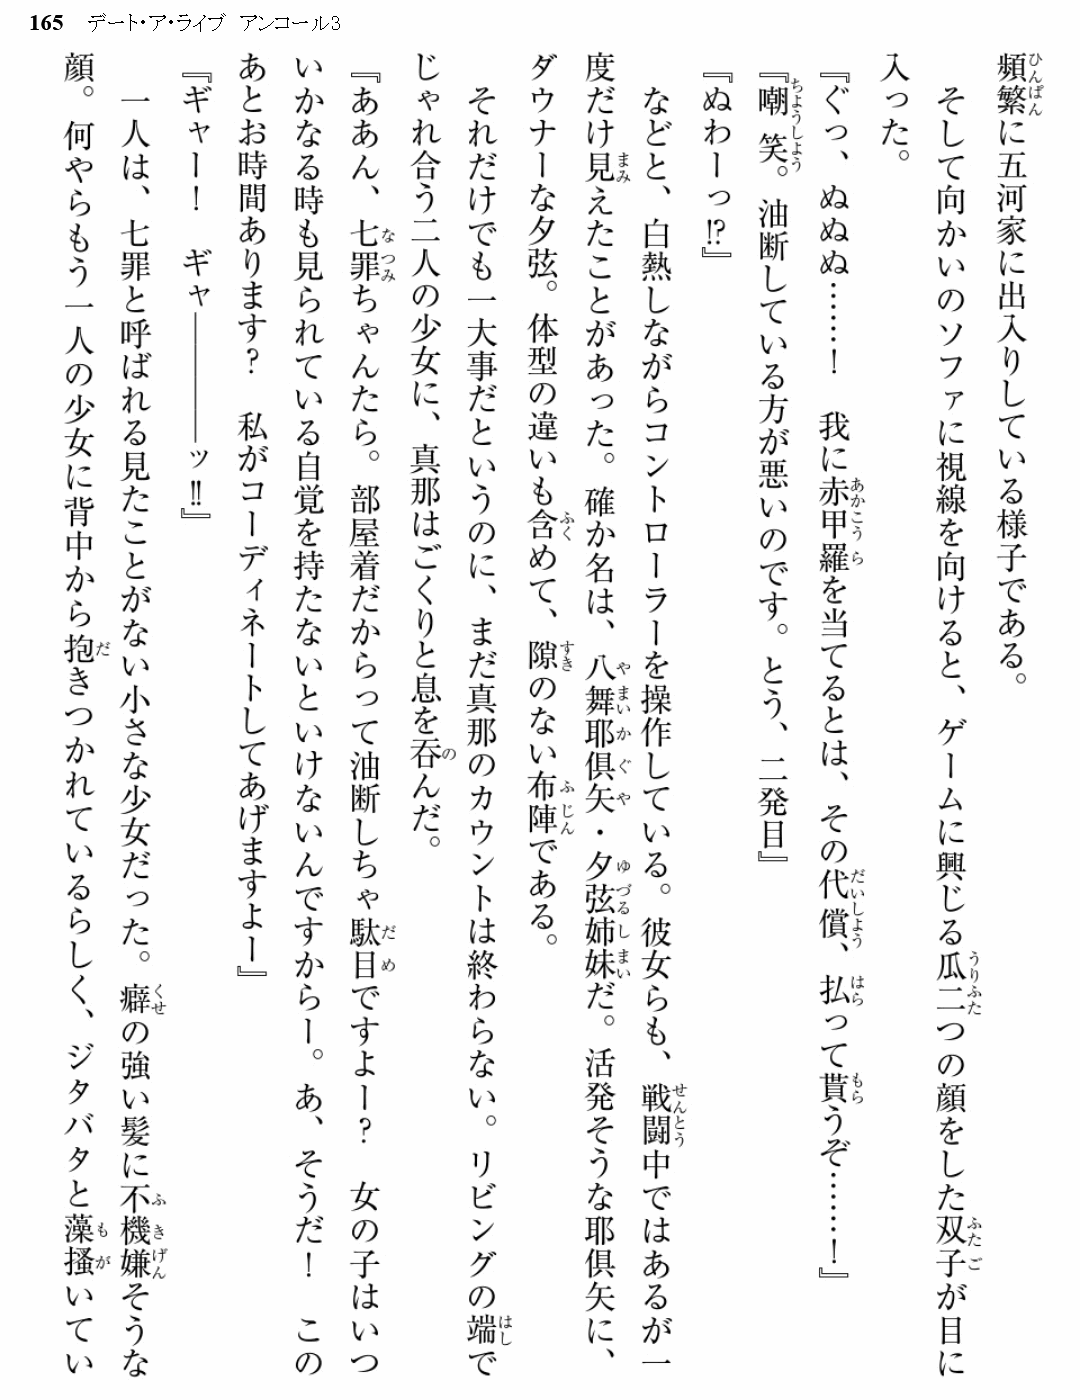 165 デート・ア・ライブ アンコール3
頻繁に五河家に出入りしている様子である。
そして向かいのソファに視線を向けると、ゲームに興じる瓜二つの顔をした双子が目に
入った。
『ぐっ、ぬぬぬ……！　我に赤甲羅を当てるとは、その代償、払って貰うぞ……！』
『嘲笑。油断している方が悪いのです。とう、二発目』
『ぬわーっ!?』
などと、白熱しながらコントローラーを操作している。彼女らも、戦闘中ではあるが一
度だけ見えたことがあった。確か名は、八舞耶倶矢・夕弦姉妹だ。活発そうな耶倶矢に、
ダウナーな夕弦。体型の違いも含めて、隙のない布陣である。
それだけでも一大事だというのに、まだ真那のカウントは終わらない。リビングの端で
じゃれ合う二人の少女に、真那はごくりと息を呑んだ。
『ああん、七罪ちゃんたら。部屋着だからって油断しちゃ駄目ですよー？　女の子はいつ
いかなる時も見られている自覚を持たないといけないんですからー。あ、そうだ！　この
あとお時間あります？　私がコーディネートしてあげますよー』
『ギャー！　ギャ――――ッ!!』
一人は、七罪と呼ばれる見たことがない小さな少女だった。癖の強い髪に不機嫌そうな
顔。何やらもう一人の少女に背中から抱きつかれているらしく、ジタバタと藻掻いてい